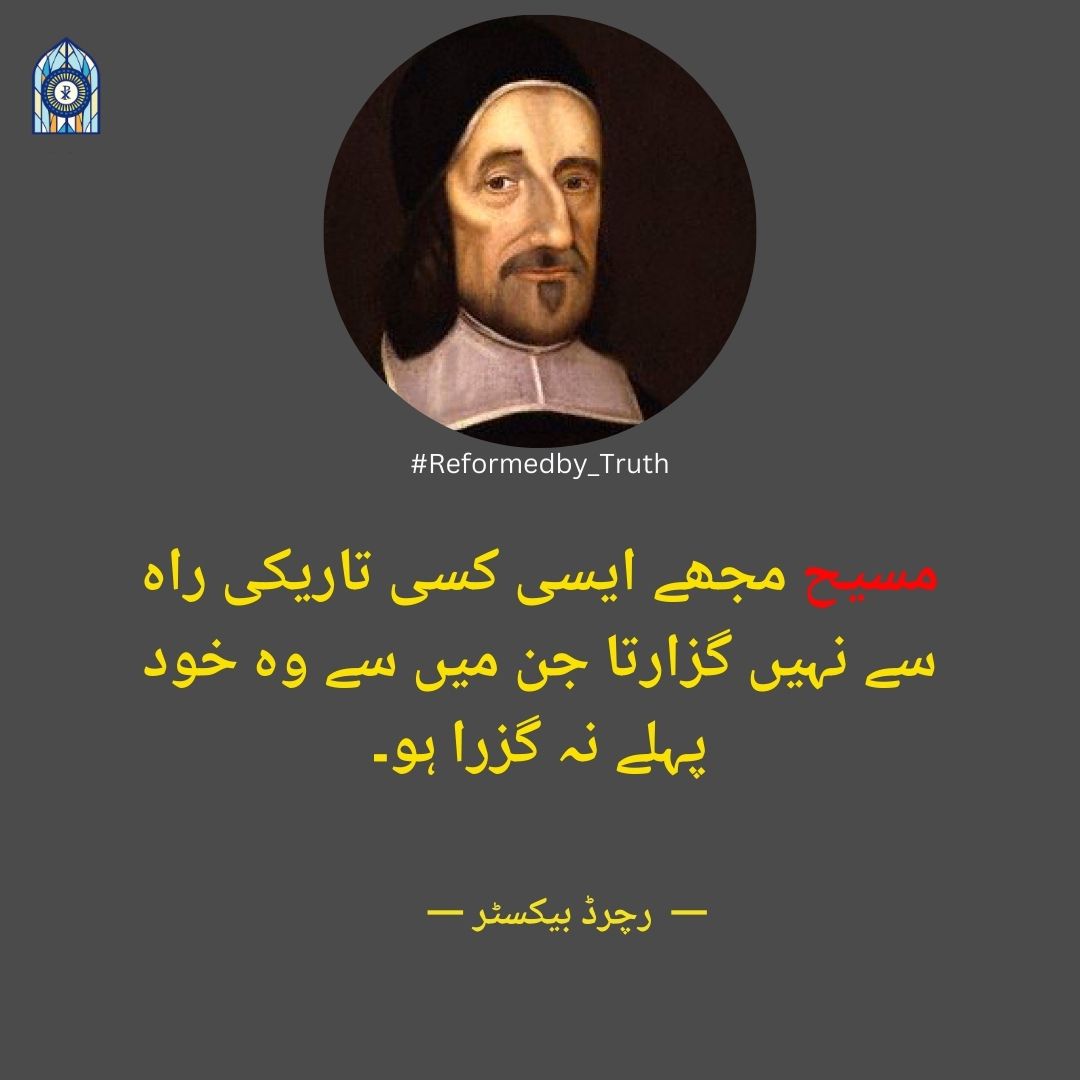 #Reformedby_Truth
مسیح مجھے ایسی کسی تاریکی راہ
سے نہیں گزارتا جن میں سے وہ خود
پہلے نہ گزرا ہو۔
— رچرڈ بیکسٹر —